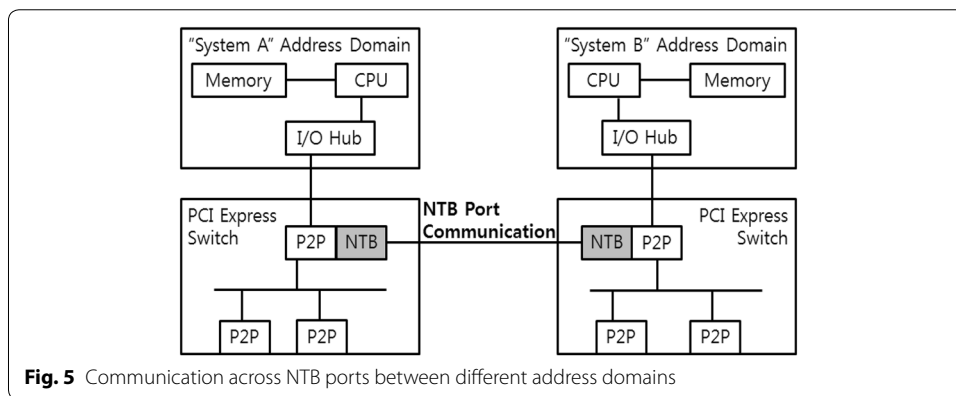 "System A" Address Domain
Memory
CPU
I/O Hub
"System B" Address Domain
CPU
Memory
I/O Hub
PCI Express
Switch
P2P
NTB
P2P
P2P
NTB Port
Communication
PCI Express
Switch
NTB
P2P
P2P
P2P
Fig. 5 Communication across NTB ports between different address domains